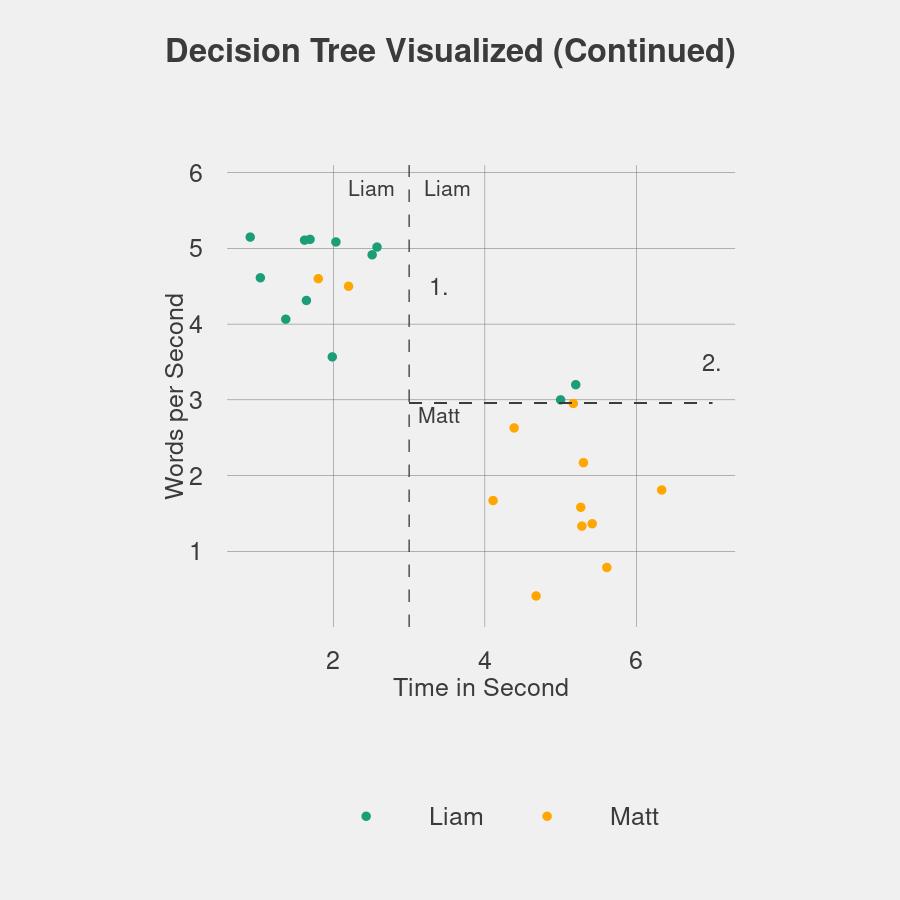 Decision Tree Visualized (Continued)
6
Liam
Liam
5
1.
4
2.
3
Matt
2
1
Words per Second
2
4
6
Time in Second
Liam
Matt